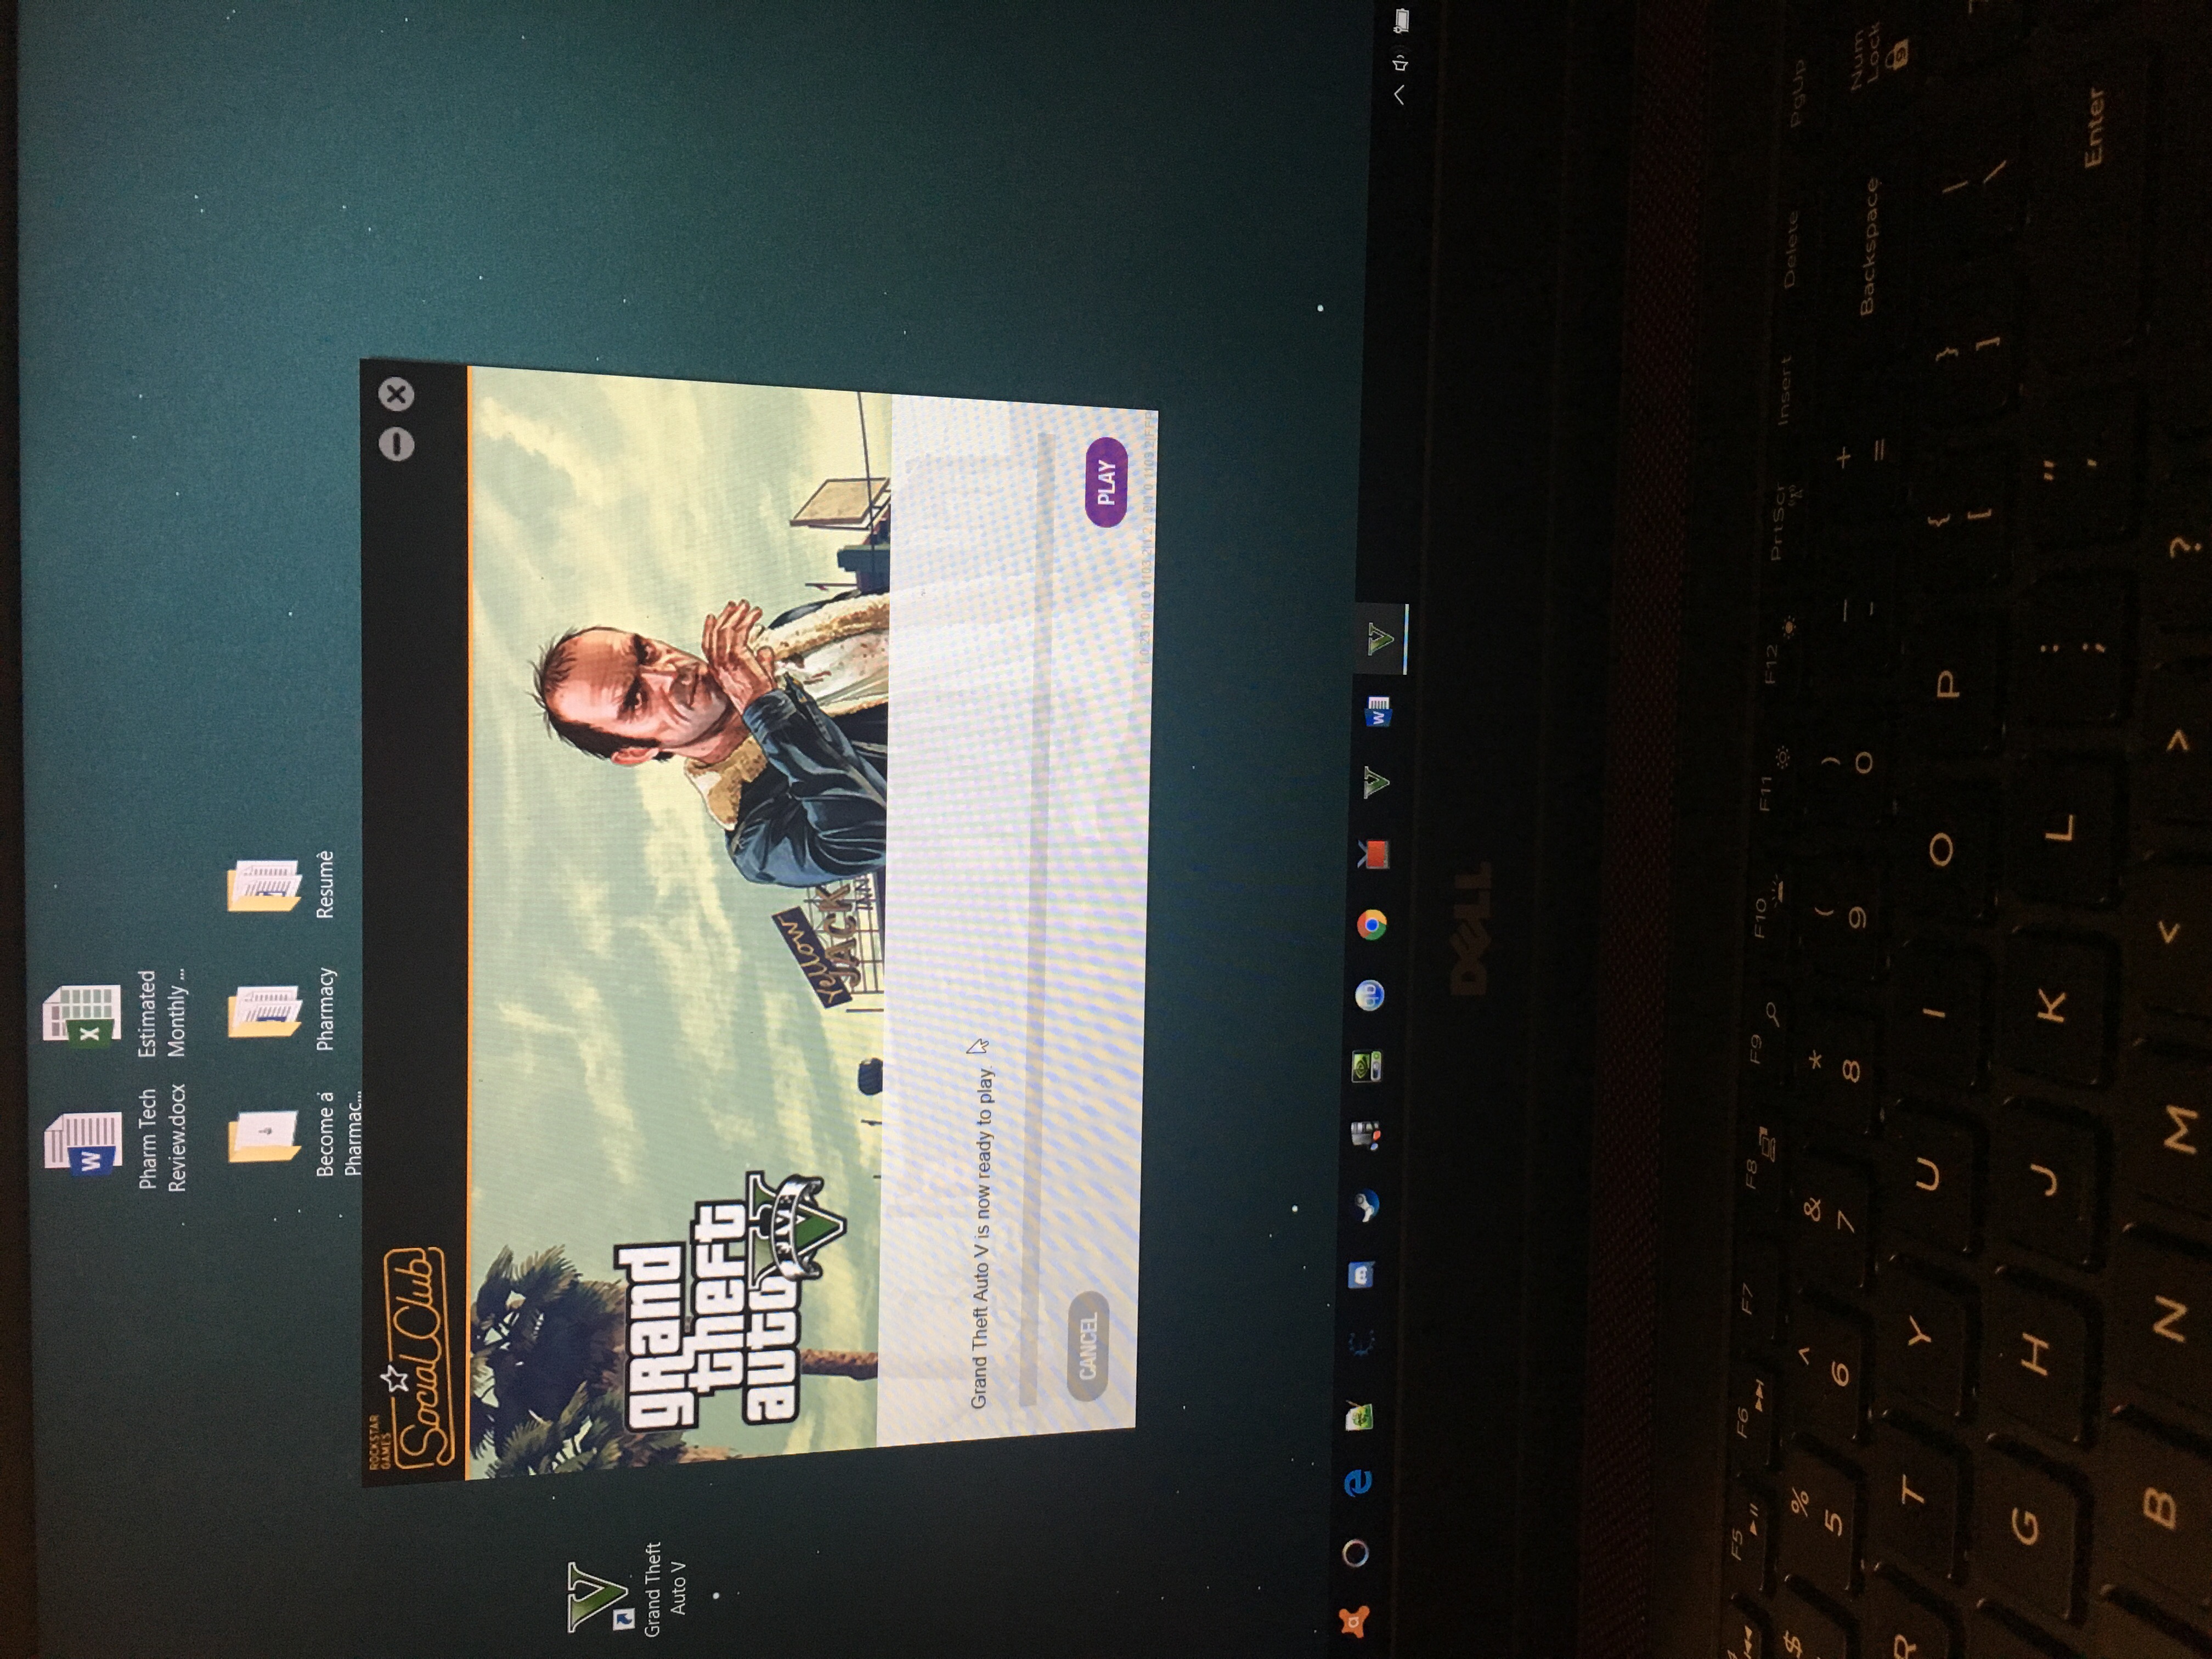 W
X
Pharm Tech
Review.docx
Estimated
Monthly ...
Become a
Pharmac...
Pharmacy
Resumè
ROCKSTAR
GAMES
Social Club
V
Grand Theft
Auto V
grand
theft
auto V
FIVE
Yellow
JACK
INN
Grand Theft Auto V is now ready to play.
CANCEL
PLAY
qb
V
W
V
DELL
F5
F6
F7
F8
F9
F10
F11
F12
PrtScr
Insert
Delete
PgUp
$
% 5
^ 6
& 7
* 8
( 9
) 0
_ -
+ =
Backspace
Num
Lock
R
T
Y
U
I
O
P
{ [
} ]
| \
G
H
J
K
L
: ;
" '
Enter
B
N
M
<
>
?